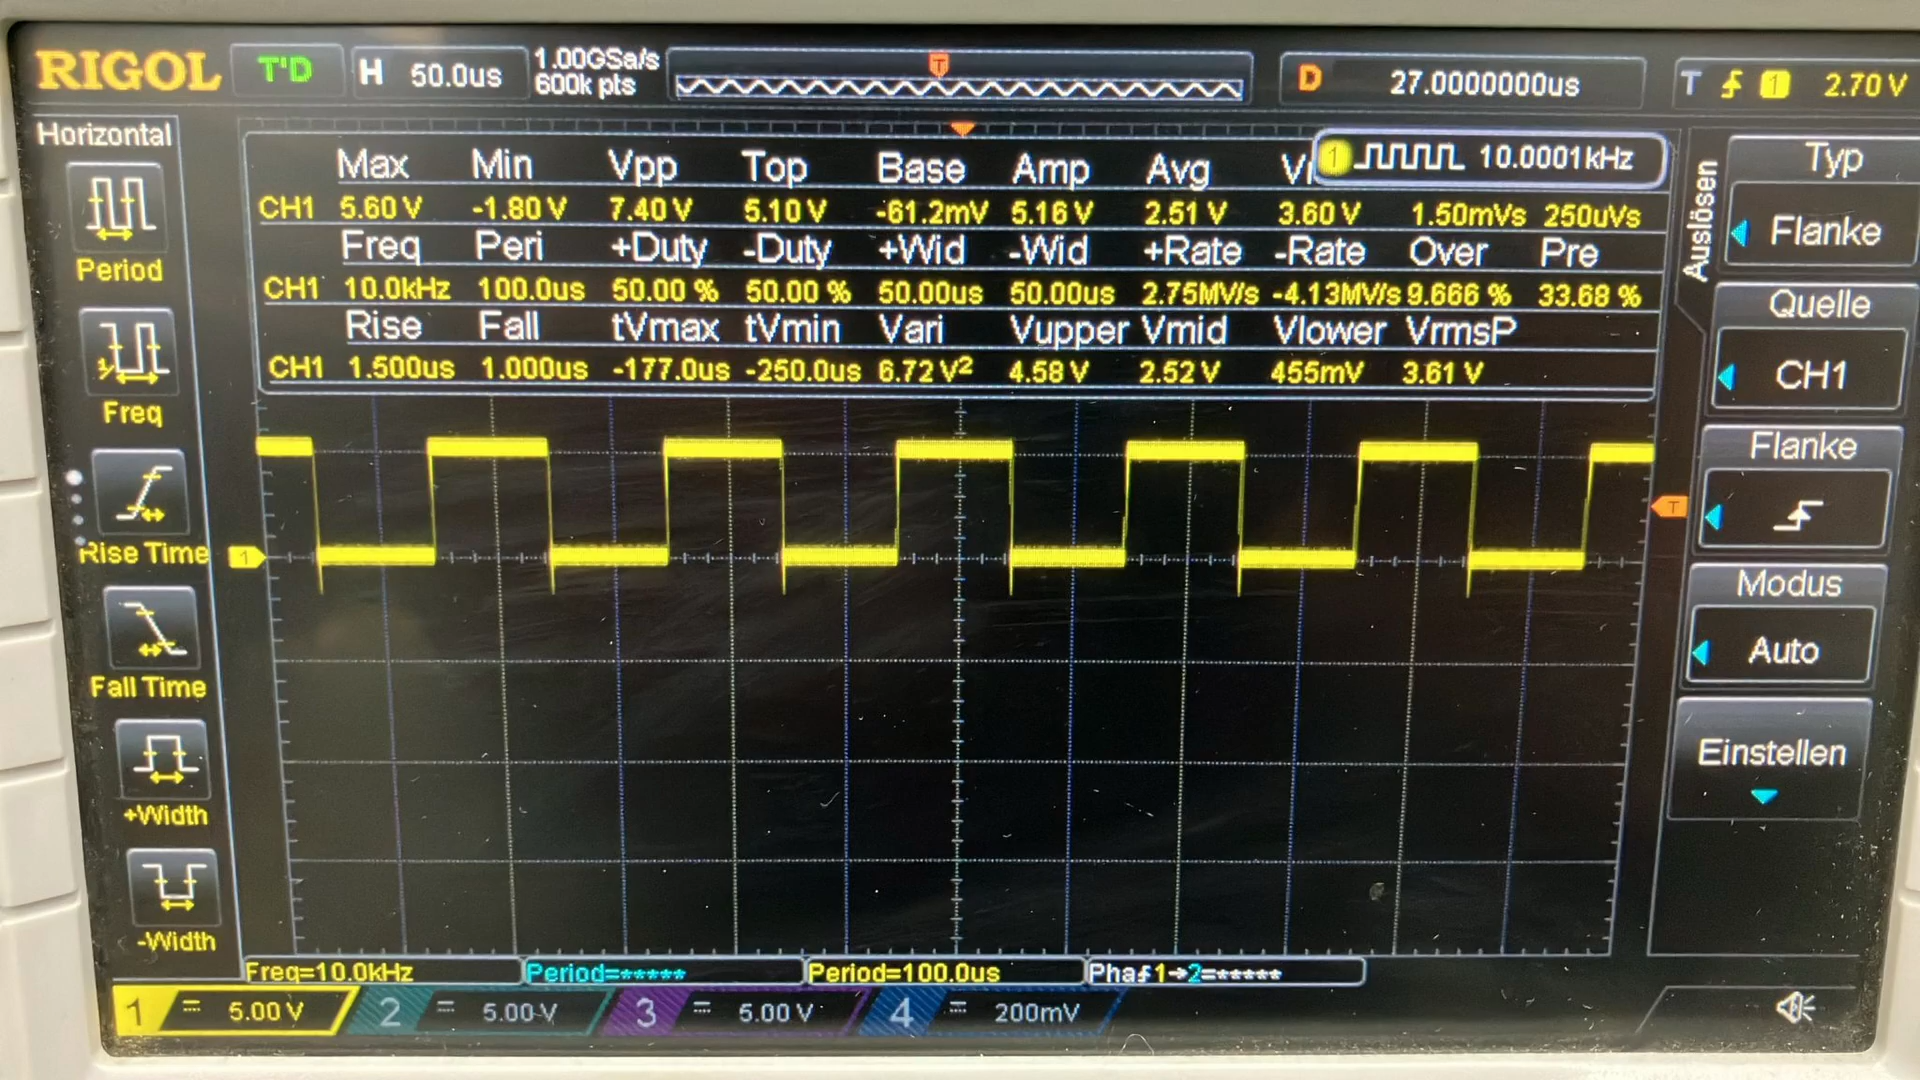 RIGOL T'D H 50.0us 1.00GSa/s 600k pts T D 27.0000000us T 1 2.70 V
Horizontal
Period
Freq
Rise Time
Fall Time
+Width
-Width
1 10.0001kHz
Max Min Vpp Top Base Amp Avg
CH1 5.60 V -1.80 V 7.40 V 5.10 V -61.2mV 5.16 V 2.51 V 3.60 V 1.50mVs 250uVs
Freq Peri +Duty -Duty +Wid -Wid +Rate -Rate Over Pre
CH1 10.0kHz 100.0us 50.00 % 50.00 % 50.00us 50.00us 2.75MV/s -4.13MV/s 9.666 % 33.68 %
Rise Fall tVmax tVmin Vari Vupper Vmid Vlower VrmsP
CH1 1.500us 1.000us -177.0us -250.0us 6.72 V² 4.58 V 2.52 V 455mV 3.61 V
1
T
Auslösen
Typ
Flanke
Quelle
CH1
Flanke
Modus
Auto
Einstellen
Freq=10.0kHz Period=***** Period=100.0us Pha 1→2=*****
1 5.00 V 2 5.00 V 3 5.00 V 4 200mV